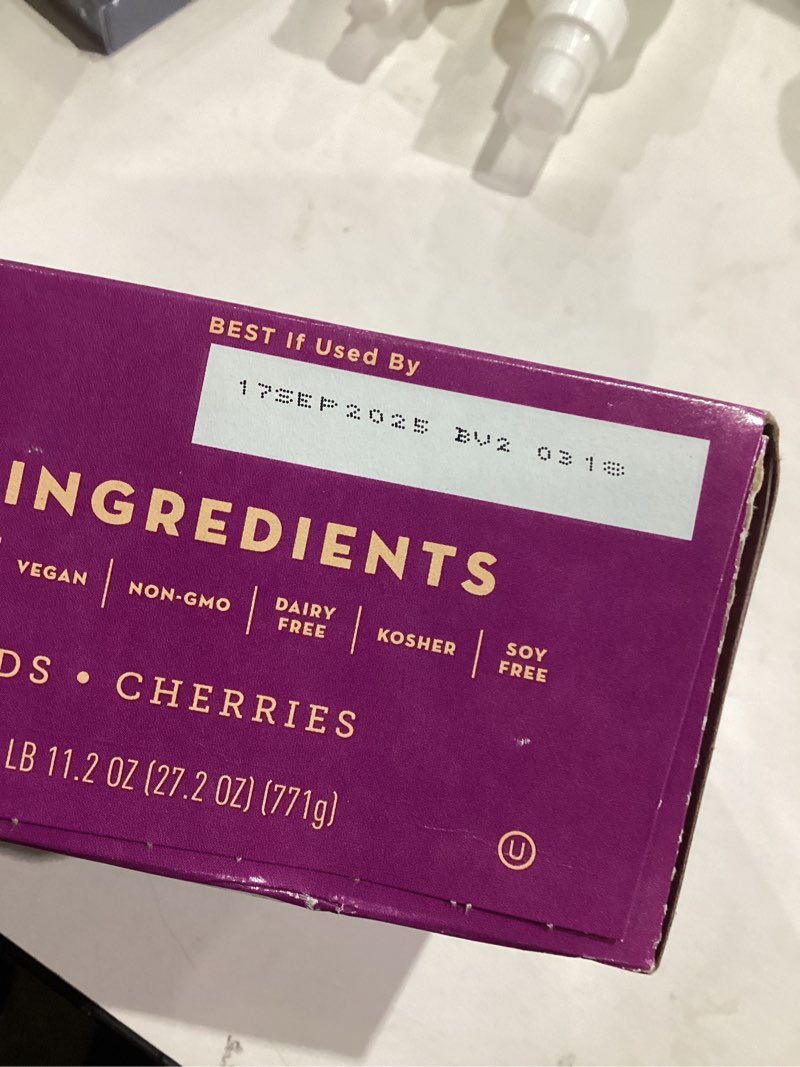 BEST If Used By
17SEP2025 BV2
INGREDIENTS
VEGAN | NON-GMO | DAIRY FREE | KOSHER | SOY FREE
DS • CHERRIES
LB 11.2 OZ (27.2 OZ) (771g)
U